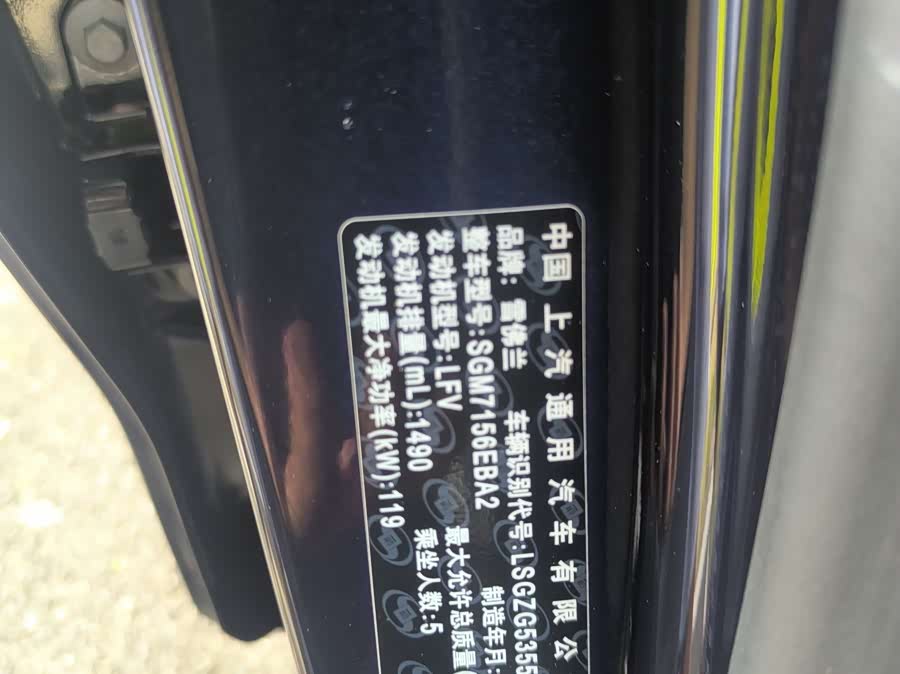 中国 上汽通用汽车有限公
品牌: 雪佛兰 车辆识别代号:LSGZG5355
整车型号:SGM7156EBA2 制造年月:
发动机型号:LFV 最大允许总质量(
发动机排量(mL):1490 乘坐人数:5
发动机最大净功率(kW):119